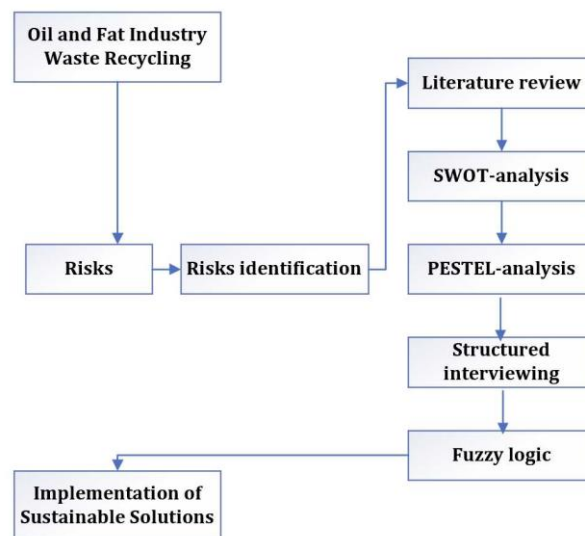 Oil and Fat Industry
Waste Recycling
Literature review
SWOT-analysis
Risks
Risks identification
PESTEL-analysis
Structured
interviewing
Fuzzy logic
Implementation of
Sustainable Solutions